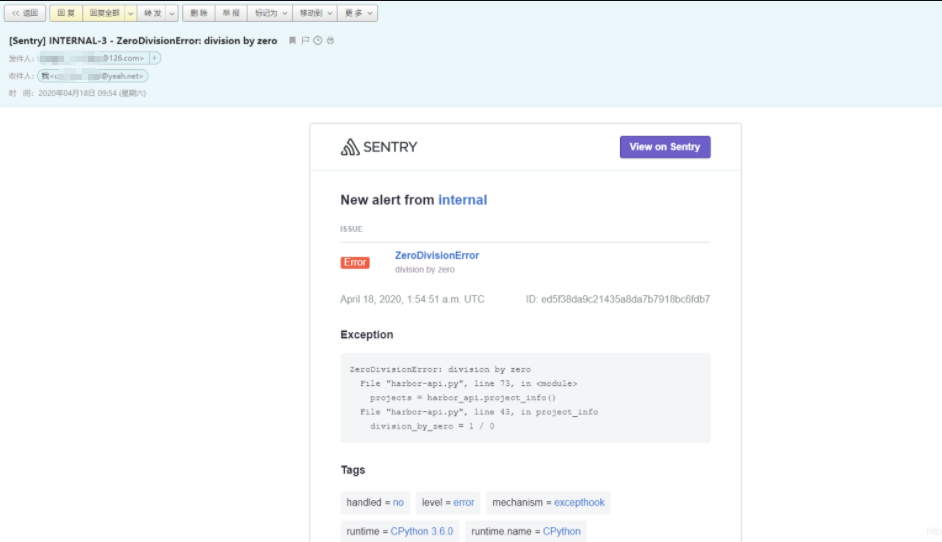 << 返回 回 复 回复全部 转 发 删 除 举 报 标记为 移动到 更 多
[Sentry] INTERNAL-3 - ZeroDivisionError: division by zero
发件人: @126.com> +
收件人: 我< @yeah.net>
时 间: 2020年04月18日 09:54 (星期六)
SENTRY View on Sentry
New alert from internal
ISSUE
Error ZeroDivisionError
division by zero
April 18, 2020, 1:54:51 a.m. UTC ID: ed5f38da9c21435a8da7b7918bc6fdb7
Exception
ZeroDivisionError: division by zero
File "harbor-api.py", line 73, in <module>
projects = harbor_api.project_info()
File "harbor-api.py", line 43, in project_info
division_by_zero = 1 / 0
Tags
handled = no level = error mechanism = excepthook
runtime = CPython 3.6.0 runtime.name = CPython